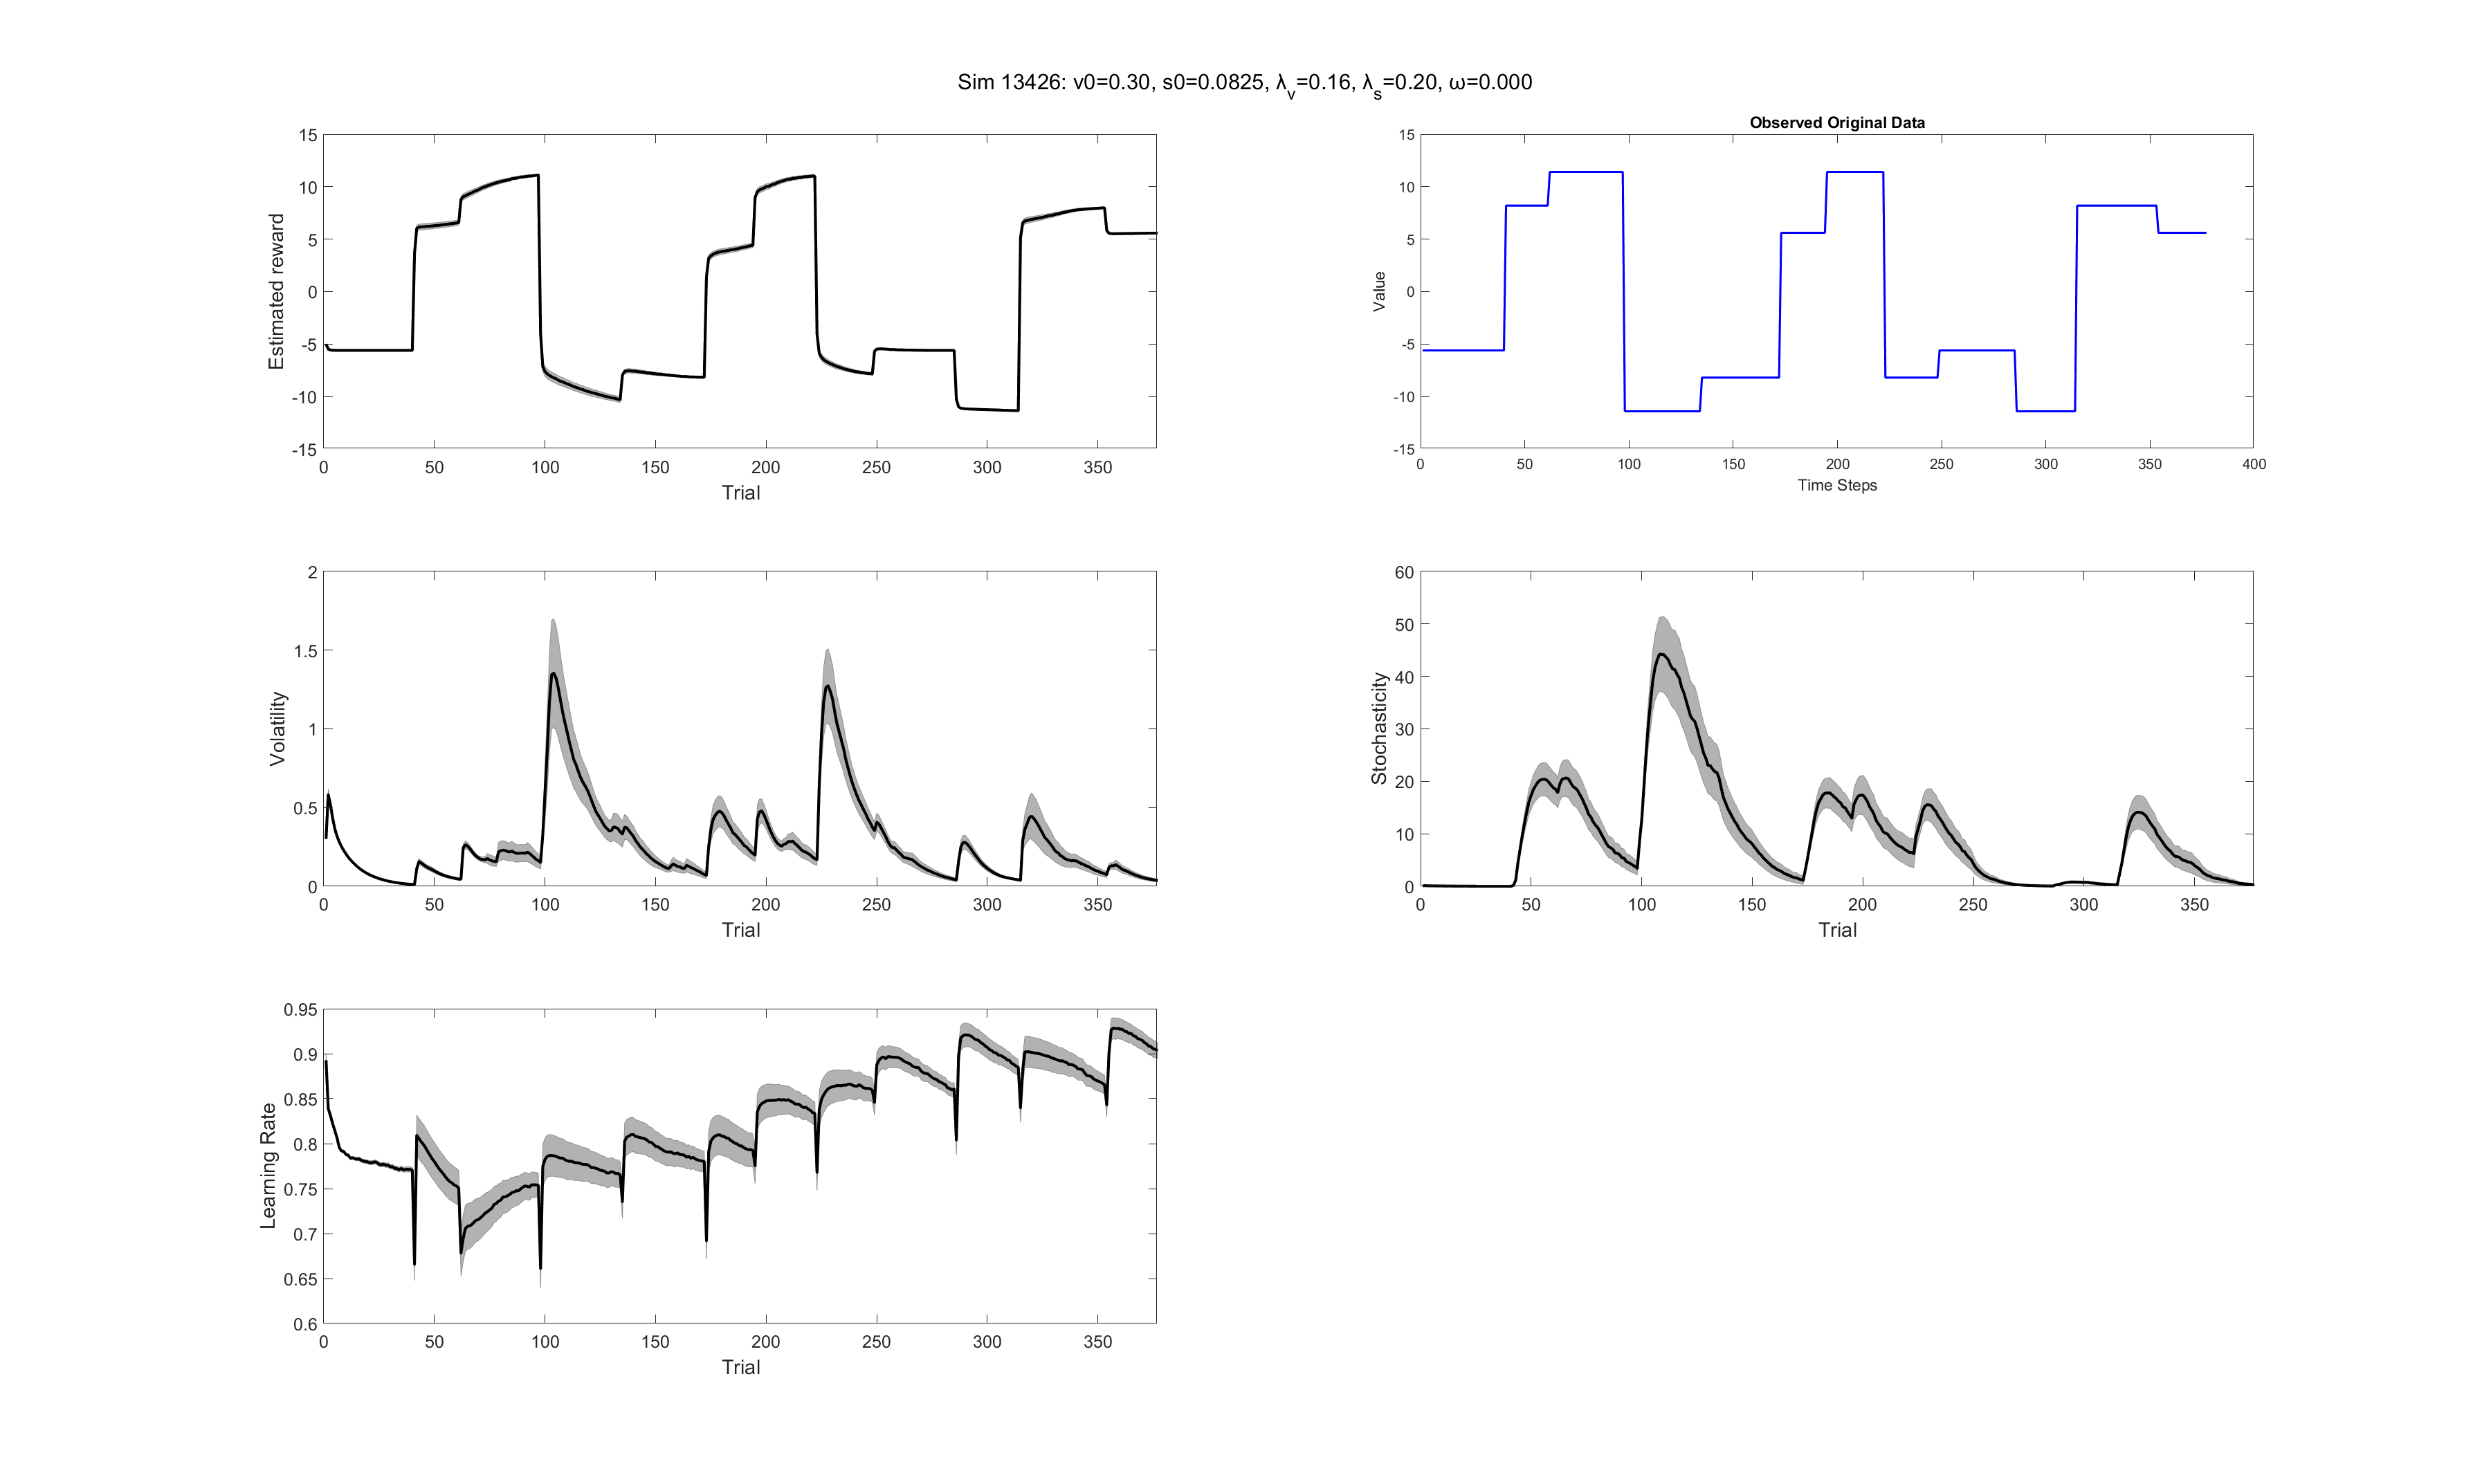 Sim 13426: v0=0.30, s0=0.0825, λv=0.16, λs=0.20, ω=0.000
15
10
5
0
-5
-10
-15
Estimated reward
0 50 100 150 200 250 300 350
Trial
Observed Original Data
15
10
5
0
-5
-10
-15
Value
0 50 100 150 200 250 300 350 400
Time Steps
2
1.5
1
0.5
0
Volatility
0 50 100 150 200 250 300 350
Trial
60
50
40
30
20
10
0
Stochasticity
0 50 100 150 200 250 300 350
Trial
0.95
0.9
0.85
0.8
0.75
0.7
0.65
0.6
Learning Rate
0 50 100 150 200 250 300 350
Trial